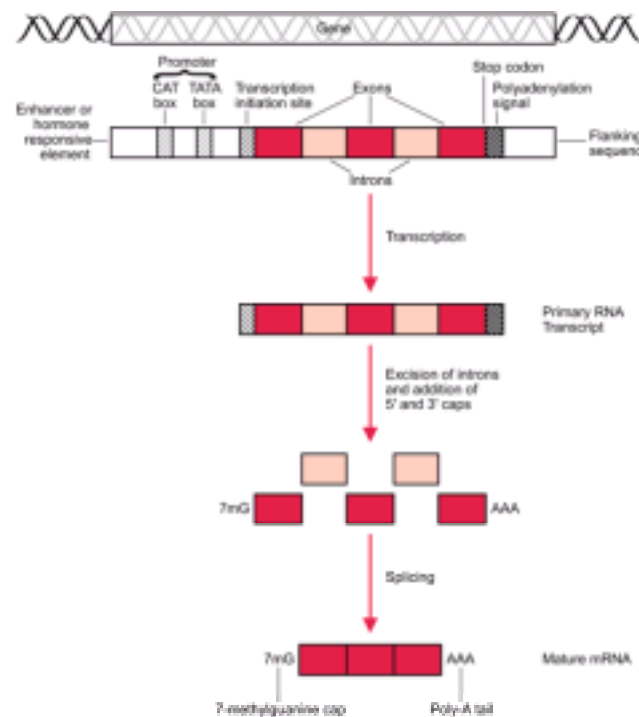 Gene
Promoter
CAT
box
TATA
box
Transcription
initiation site
Exons
Stop codon
Polyadenylation
signal
Enhancer or
hormone
responsive
element
Flanking
sequence
Introns
Transcription
Primary RNA
Transcript
Excision of introns
and addition of
5' and 3' caps
7mG
AAA
Splicing
7mG
AAA
Mature mRNA
7-methylguanine cap
Poly-A tail